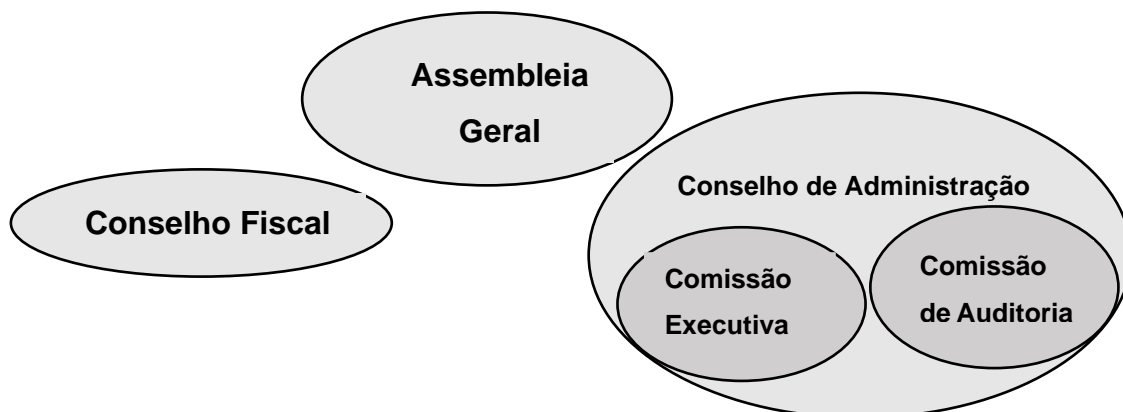 Assembleia
Geral
Conselho Fiscal
Conselho de Administração
Comissão
Executiva
Comissão
de Auditoria